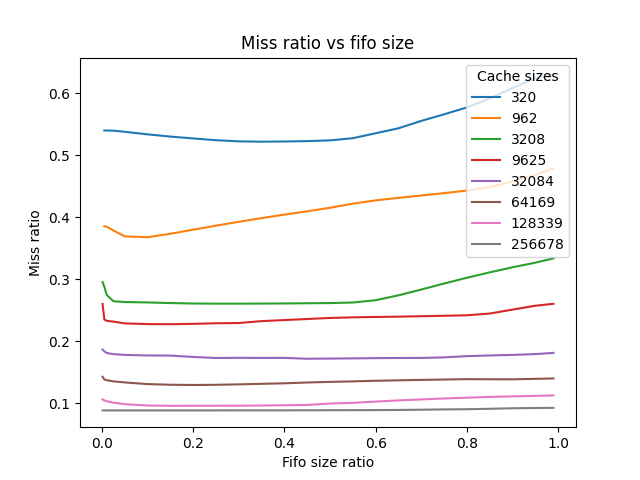 Miss ratio vs fifo size
Miss ratio
0.6
0.5
0.4
0.3
0.2
0.1
Cache sizes
320
962
3208
9625
32084
64169
128339
256678
0.0 0.2 0.4 0.6 0.8 1.0
Fifo size ratio